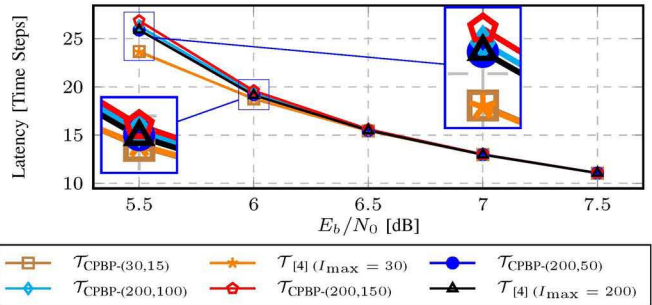 25
20
15
10
Latency [Time Steps]
5.5 6 6.5 7 7.5
E_b/N_0 [dB]
𝒯_CPBP-(30,15) 𝒯_[4] (I_max = 30) 𝒯_CPBP-(200,50)
𝒯_CPBP-(200,100) 𝒯_CPBP-(200,150) 𝒯_[4] (I_max = 200)